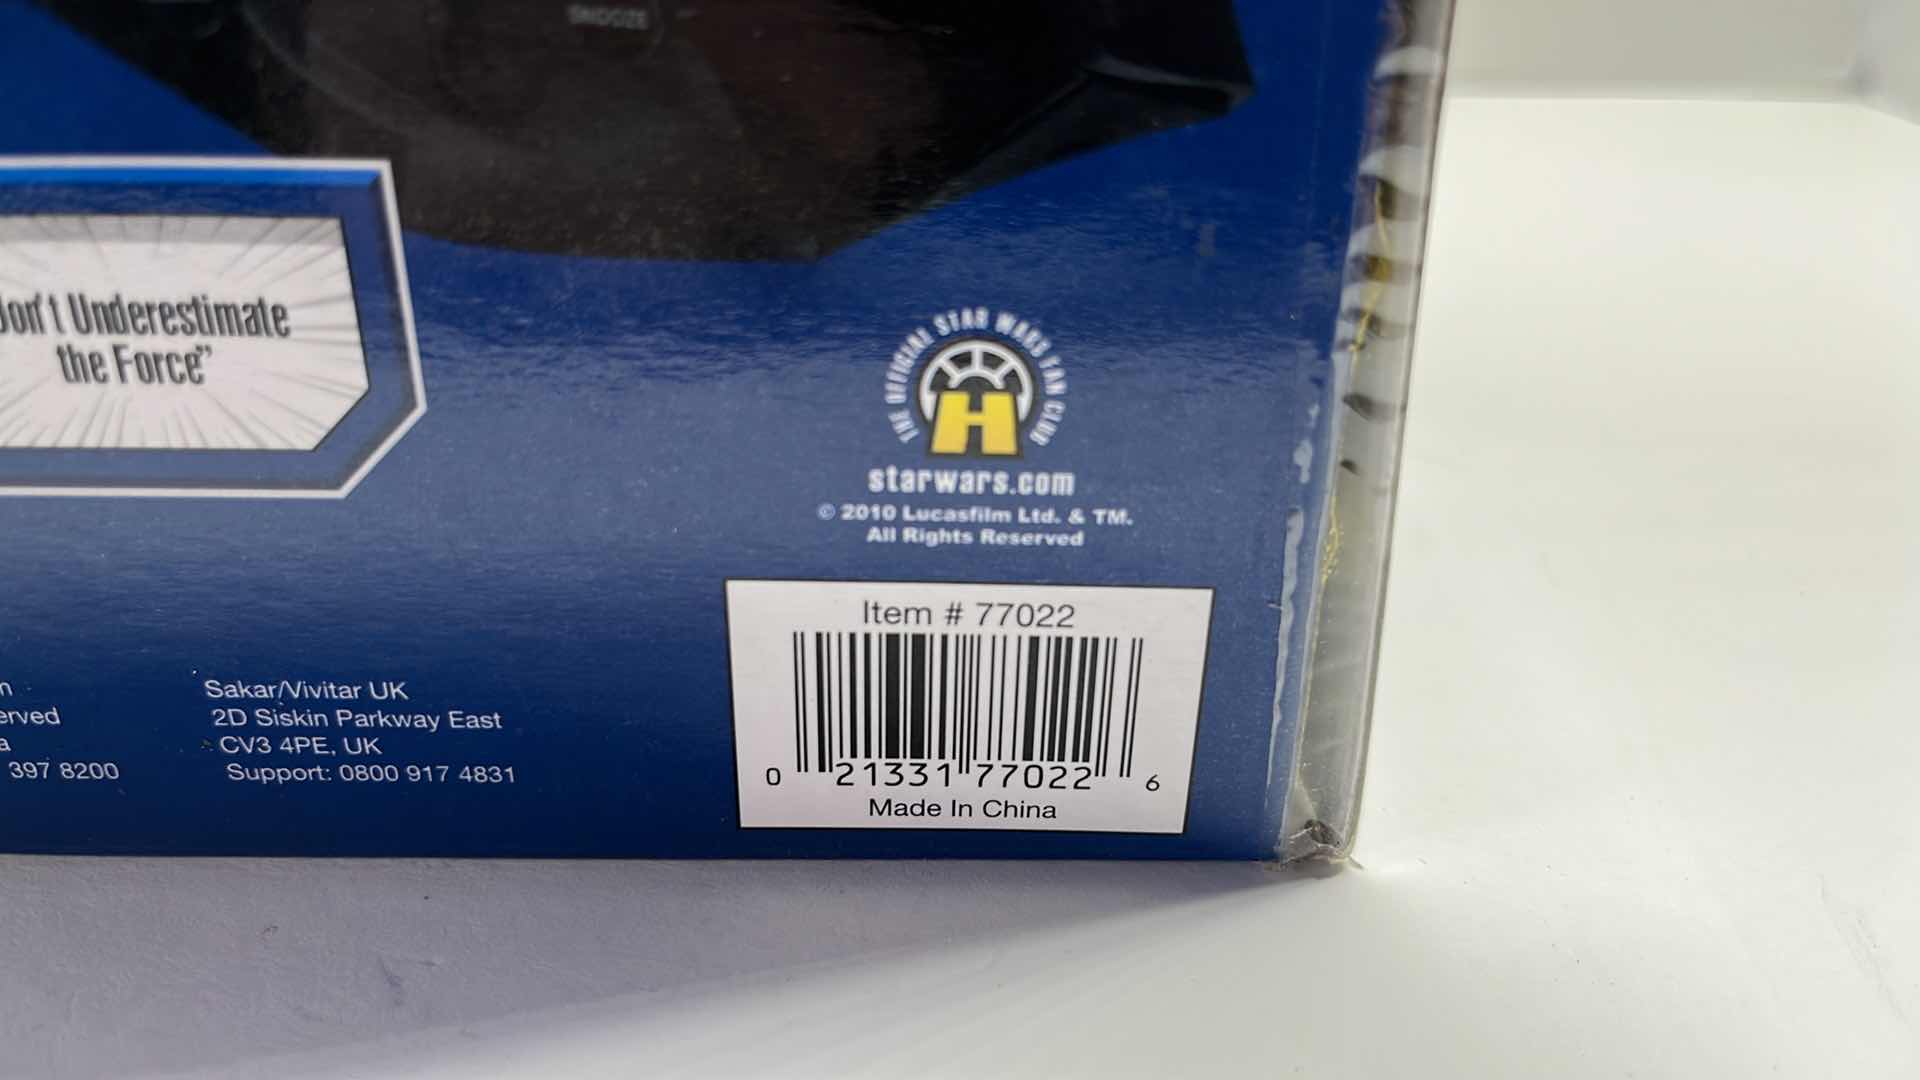 SNOOZE
Don't Underestimate
the Force"
THE OFFICIAL STAR WARS FAN CLUB
H
starwars.com
© 2010 Lucasfilm Ltd. & TM.
All Rights Reserved
Item # 77022
0 21331 77022 6
Made In China
erved
397 8200
Sakar/Vivitar UK
2D Siskin Parkway East
CV3 4PE, UK
Support: 0800 917 4831